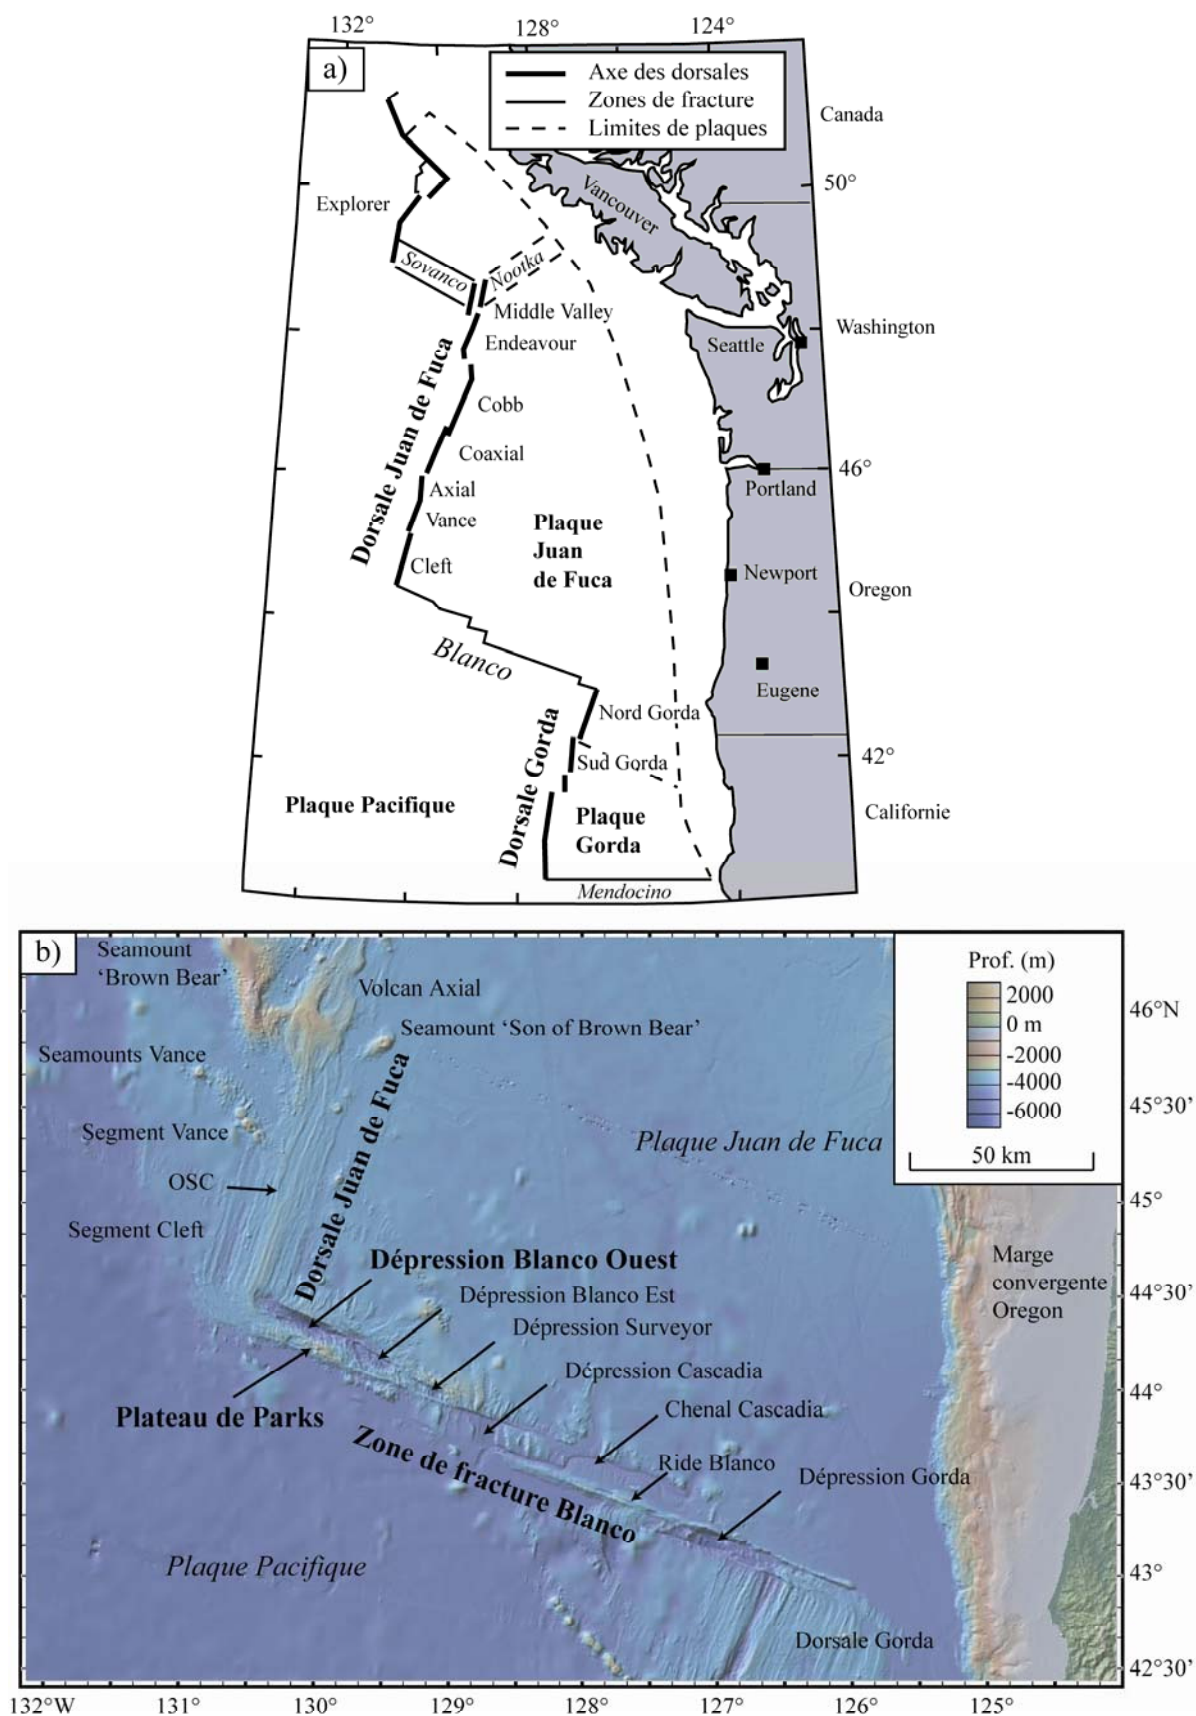 132°
128°
124°
a)
Axe des dorsales
Zones de fracture
Limites de plaques
Canada
50°
Vancouver
Explorer
Sovanco
Nootka
Middle Valley
Washington
Endeavour
Seattle
Dorsale Juan de Fuca
Cobb
Coaxial
46°
Axial
Portland
Vance
Plaque
Juan
de Fuca
Cleft
Newport
Oregon
Blanco
Eugene
Nord Gorda
Dorsale Gorda
Sud Gorda
42°
Plaque Pacifique
Plaque
Gorda
Californie
Mendocino
b)
Seamount
‘Brown Bear’
Volcan Axial
Prof. (m)
2000
0 m
-2000
-4000
-6000
50 km
46°N
Seamount ‘Son of Brown Bear’
Seamounts Vance
45°30’
Segment Vance
Plaque Juan de Fuca
OSC
Dorsale Juan de Fuca
45°
Segment Cleft
Marge
convergente
Oregon
Dépression Blanco Ouest
Dépression Blanco Est
44°30’
Dépression Surveyor
Dépression Cascadia
44°
Plateau de Parks
Chenal Cascadia
Zone de fracture Blanco
Ride Blanco
Dépression Gorda
43°30’
Plaque Pacifique
43°
Dorsale Gorda
42°30’
132°W
131°
130°
129°
128°
127°
126°
125°